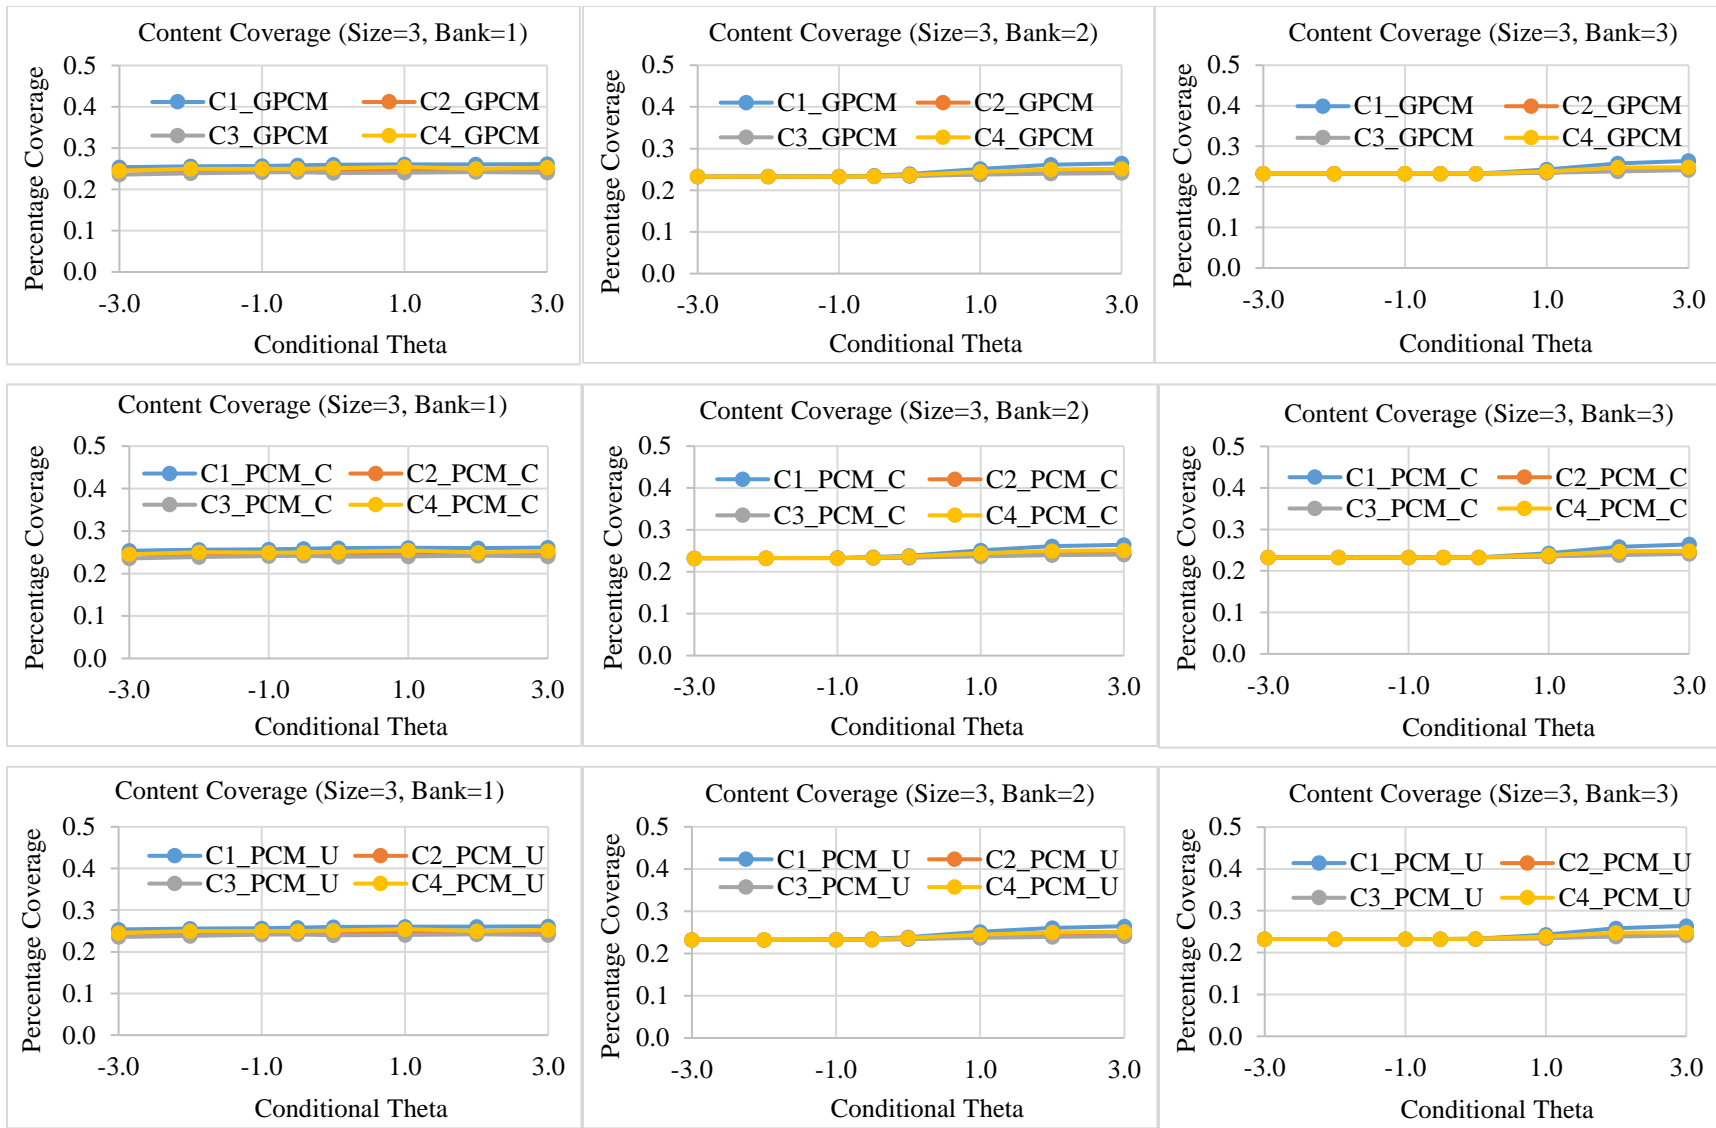 Content Coverage (Size=3, Bank=1)
Percentage Coverage
0.5
0.4
0.3
0.2
0.1
0.0
C1_GPCM C2_GPCM
C3_GPCM C4_GPCM
-3.0 -1.0 1.0 3.0
Conditional Theta
Content Coverage (Size=3, Bank=2)
Percentage Coverage
0.5
0.4
0.3
0.2
0.1
0.0
C1_GPCM C2_GPCM
C3_GPCM C4_GPCM
-3.0 -1.0 1.0 3.0
Conditional Theta
Content Coverage (Size=3, Bank=3)
Percentage Coverage
0.5
0.4
0.3
0.2
0.1
0.0
C1_GPCM C2_GPCM
C3_GPCM C4_GPCM
-3.0 -1.0 1.0 3.0
Conditional Theta
Content Coverage (Size=3, Bank=1)
Percentage Coverage
0.5
0.4
0.3
0.2
0.1
0.0
C1_PCM_C C2_PCM_C
C3_PCM_C C4_PCM_C
-3.0 -1.0 1.0 3.0
Conditional Theta
Content Coverage (Size=3, Bank=2)
Percentage Coverage
0.5
0.4
0.3
0.2
0.1
0.0
C1_PCM_C C2_PCM_C
C3_PCM_C C4_PCM_C
-3.0 -1.0 1.0 3.0
Conditional Theta
Content Coverage (Size=3, Bank=3)
Percentage Coverage
0.5
0.4
0.3
0.2
0.1
0.0
C1_PCM_C C2_PCM_C
C3_PCM_C C4_PCM_C
-3.0 -1.0 1.0 3.0
Conditional Theta
Content Coverage (Size=3, Bank=1)
Percentage Coverage
0.5
0.4
0.3
0.2
0.1
0.0
C1_PCM_U C2_PCM_U
C3_PCM_U C4_PCM_U
-3.0 -1.0 1.0 3.0
Conditional Theta
Content Coverage (Size=3, Bank=2)
Percentage Coverage
0.5
0.4
0.3
0.2
0.1
0.0
C1_PCM_U C2_PCM_U
C3_PCM_U C4_PCM_U
-3.0 -1.0 1.0 3.0
Conditional Theta
Content Coverage (Size=3, Bank=3)
Percentage Coverage
0.5
0.4
0.3
0.2
0.1
0.0
C1_PCM_U C2_PCM_U
C3_PCM_U C4_PCM_U
-3.0 -1.0 1.0 3.0
Conditional Theta